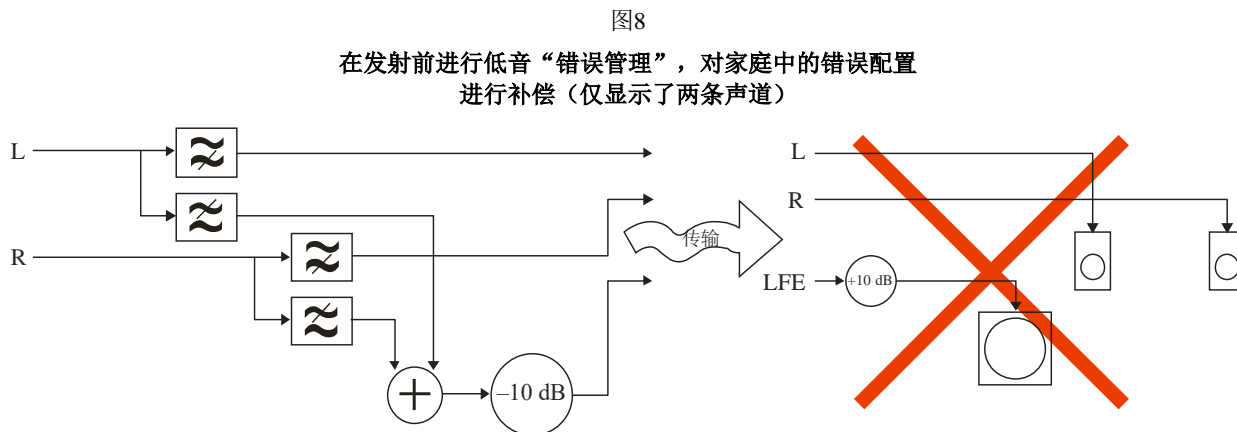 图8
在发射前进行低音“错误管理”，对家庭中的错误配置
进行补偿（仅显示了两条声道）
L
R
–10 dB
传输
L
R
LFE
+10 dB